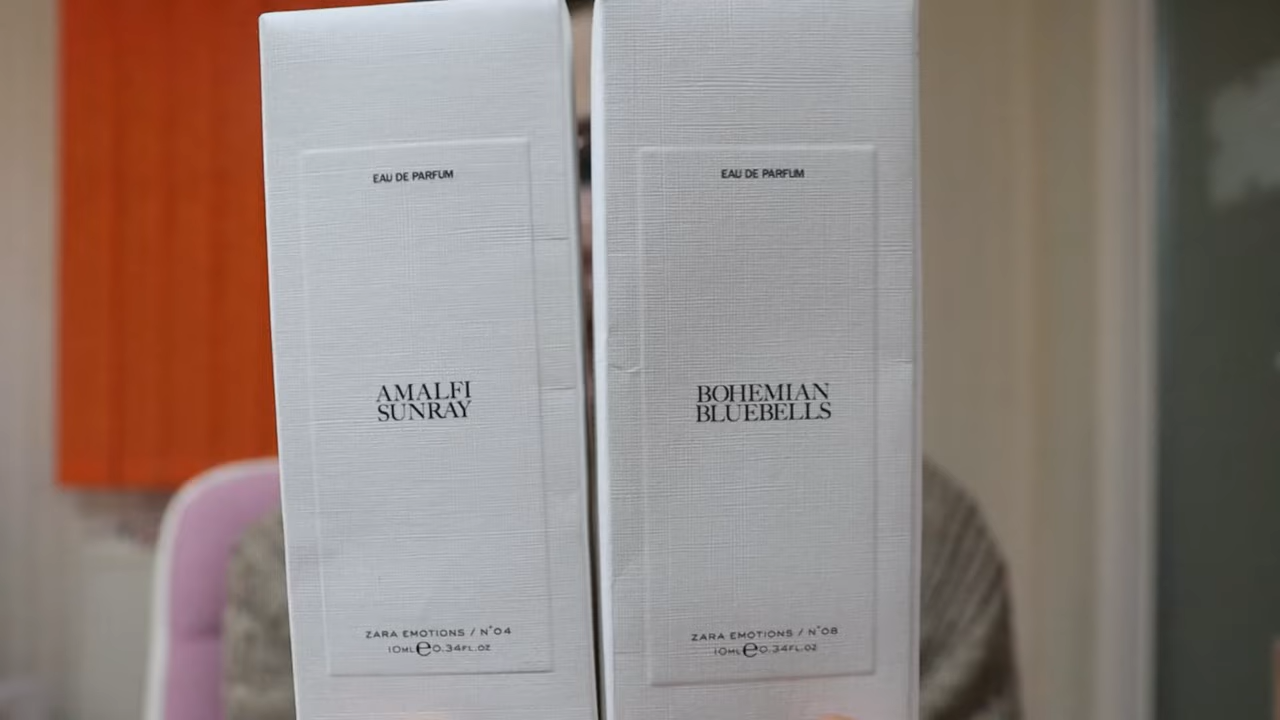 EAU DE PARFUM
AMALFI
SUNRAY
ZARA EMOTIONS / N°04
10ML℮0.34FL.OZ
EAU DE PARFUM
BOHEMIAN
BLUEBELLS
ZARA EMOTIONS / N°08
10ML℮0.34FL.OZ